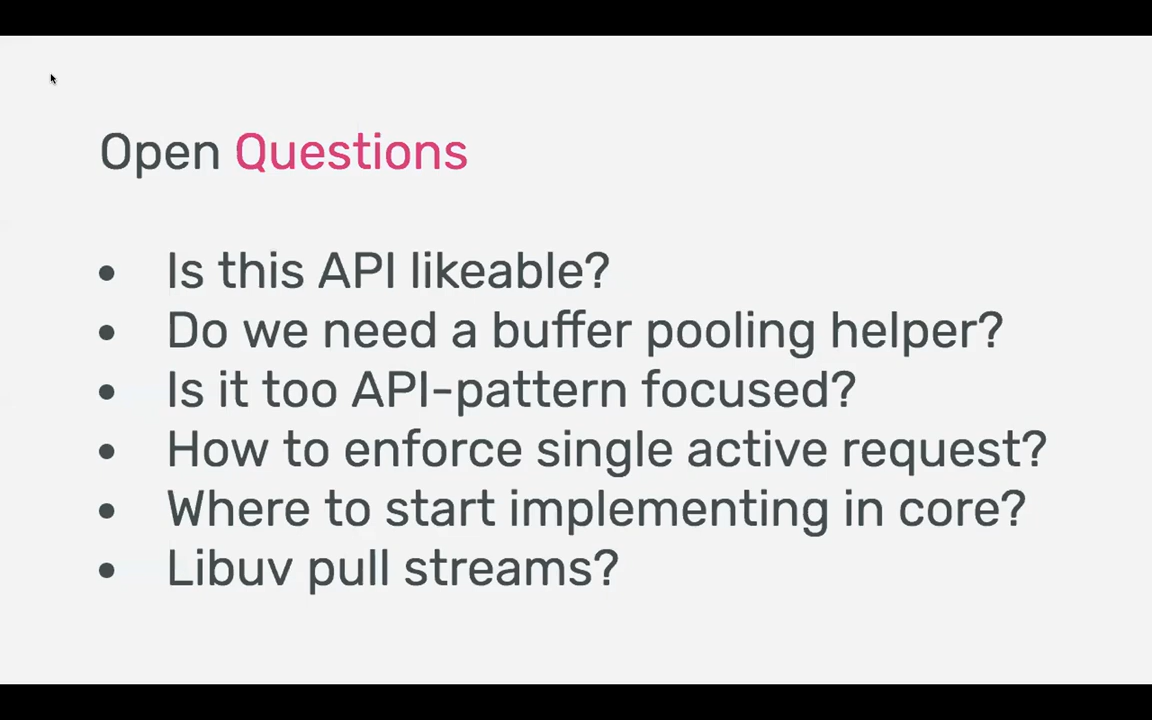 Open Questions
• Is this API likeable?
• Do we need a buffer pooling helper?
• Is it too API-pattern focused?
• How to enforce single active request?
• Where to start implementing in core?
• Libuv pull streams?